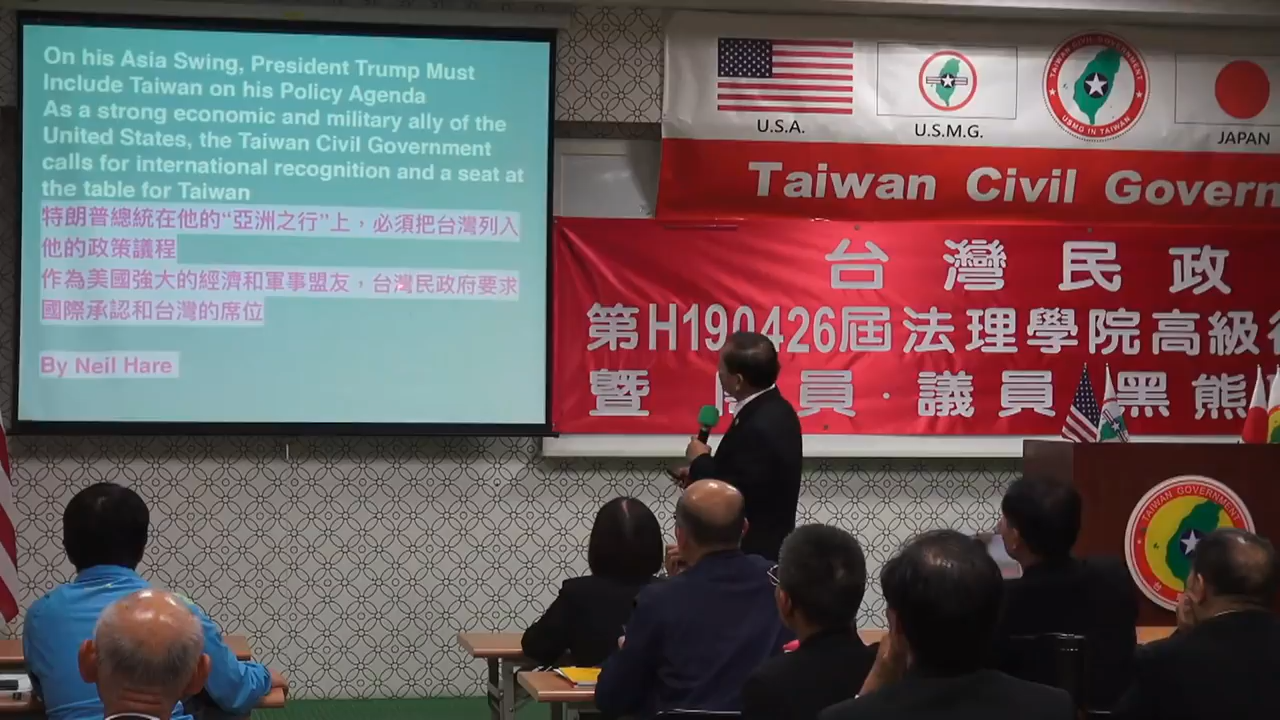 On his Asia Swing, President Trump Must
Include Taiwan on his Policy Agenda
As a strong economic and military ally of the
United States, the Taiwan Civil Government
calls for international recognition and a seat at
the table for Taiwan
特朗普總統在他的“亞洲之行”上，必須把台灣列入
他的政策議程
作為美國強大的經濟和軍事盟友，台灣民政府要求
國際承認和台灣的席位
By Neil Hare
U.S.A.
U.S.M.G.
TAIWAN CIVIL GOVERNMENT
USMG IN TAIWAN
JAPAN
Taiwan Civil Govern
台灣民政
第H190426屆法理學院高級
暨 員．議員黑熊
TAIWAN GOVERNMENT